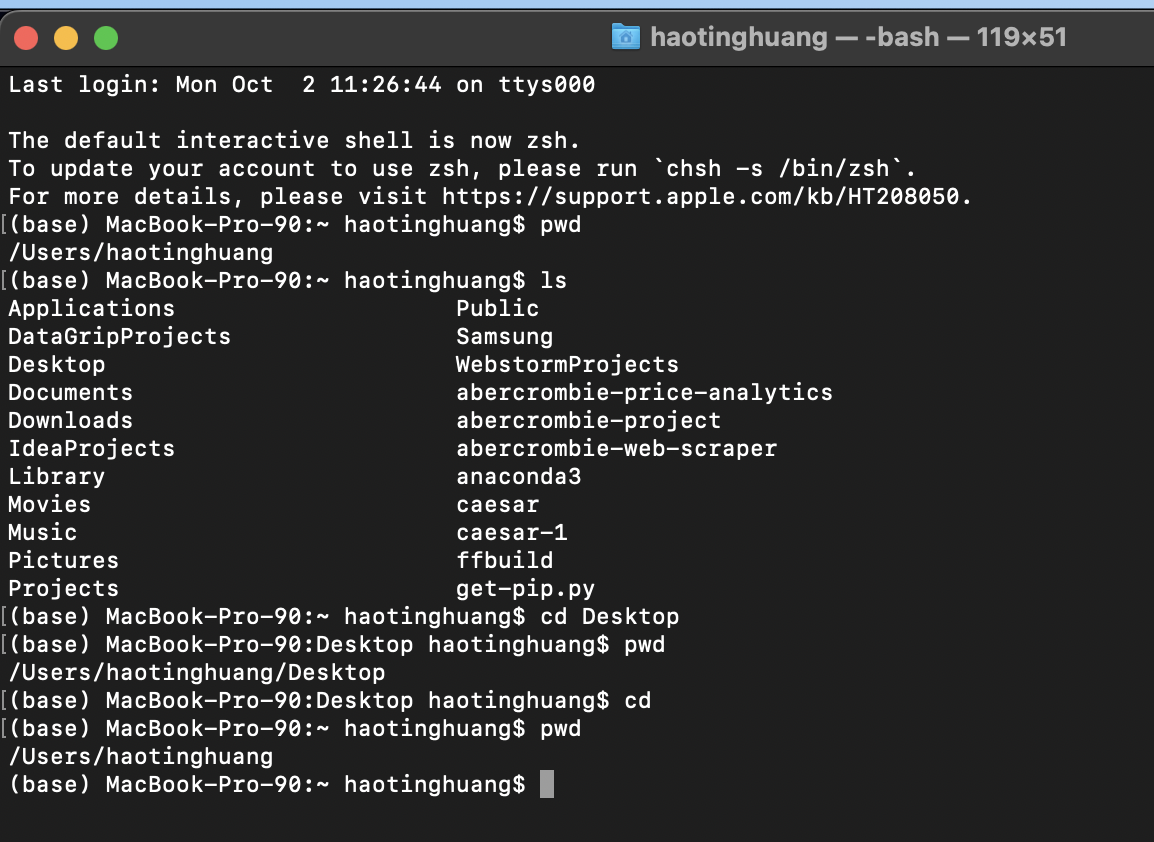 haotinghuang — -bash — 119×51
Last login: Mon Oct  2 11:26:44 on ttys000
The default interactive shell is now zsh.
To update your account to use zsh, please run `chsh -s /bin/zsh`.
For more details, please visit https://support.apple.com/kb/HT208050.
[(base) MacBook-Pro-90:~ haotinghuang$ pwd
/Users/haotinghuang
[(base) MacBook-Pro-90:~ haotinghuang$ ls
Applications                    Public
DataGripProjects                Samsung
Desktop                         WebstormProjects
Documents                       abercrombie-price-analytics
Downloads                       abercrombie-project
IdeaProjects                    abercrombie-web-scraper
Library                         anaconda3
Movies                          caesar
Music                           caesar-1
Pictures                        ffbuild
Projects                        get-pip.py
[(base) MacBook-Pro-90:~ haotinghuang$ cd Desktop
[(base) MacBook-Pro-90:Desktop haotinghuang$ pwd
/Users/haotinghuang/Desktop
[(base) MacBook-Pro-90:Desktop haotinghuang$ cd
[(base) MacBook-Pro-90:~ haotinghuang$ pwd
/Users/haotinghuang
(base) MacBook-Pro-90:~ haotinghuang$